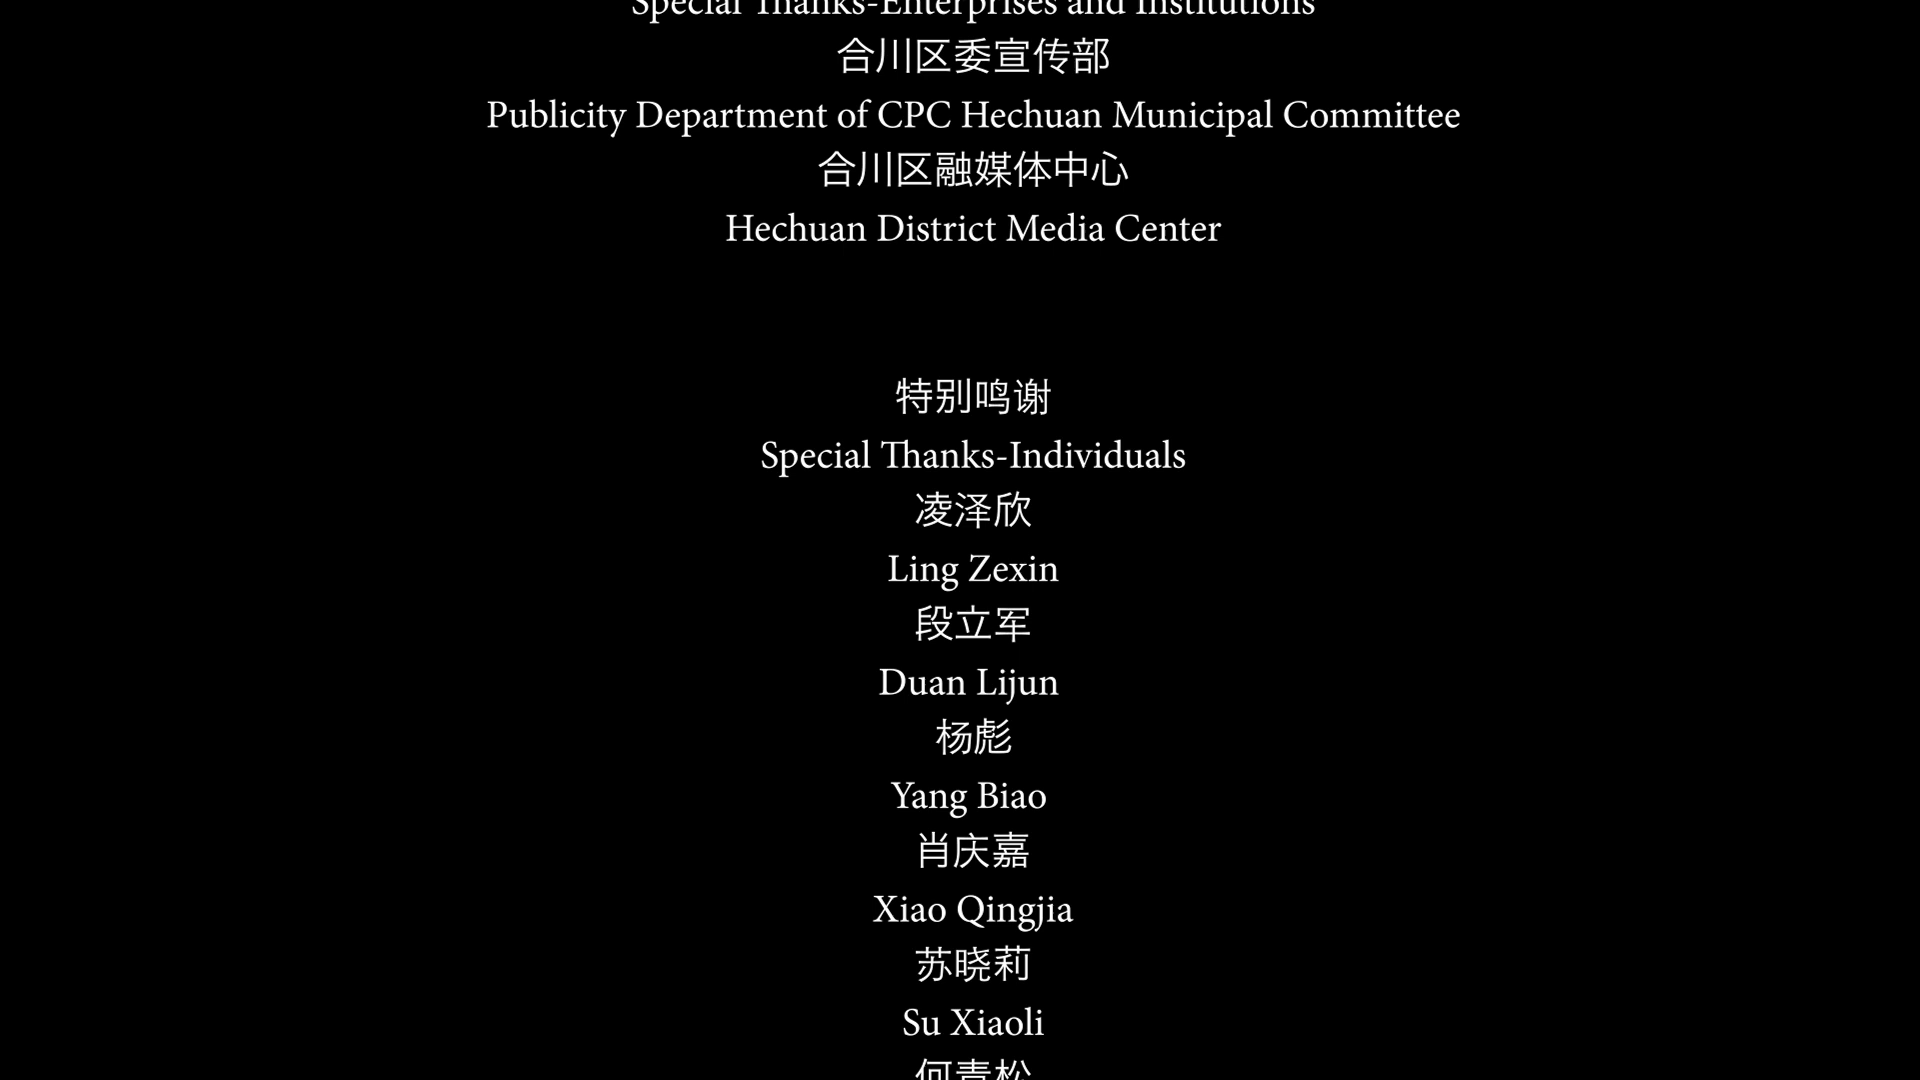 Special Thanks-Enterprises and Institutions
合川区委宣传部
Publicity Department of CPC Hechuan Municipal Committee
合川区融媒体中心
Hechuan District Media Center
特别鸣谢
Special Thanks-Individuals
凌泽欣
Ling Zexin
段立军
Duan Lijun
杨彪
Yang Biao
肖庆嘉
Xiao Qingjia
苏晓莉
Su Xiaoli
何青松